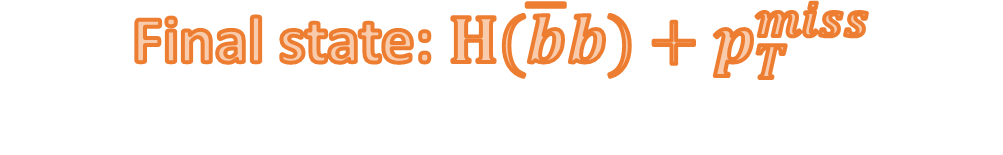 Final state: H(b̅b) + p_T^{miss}